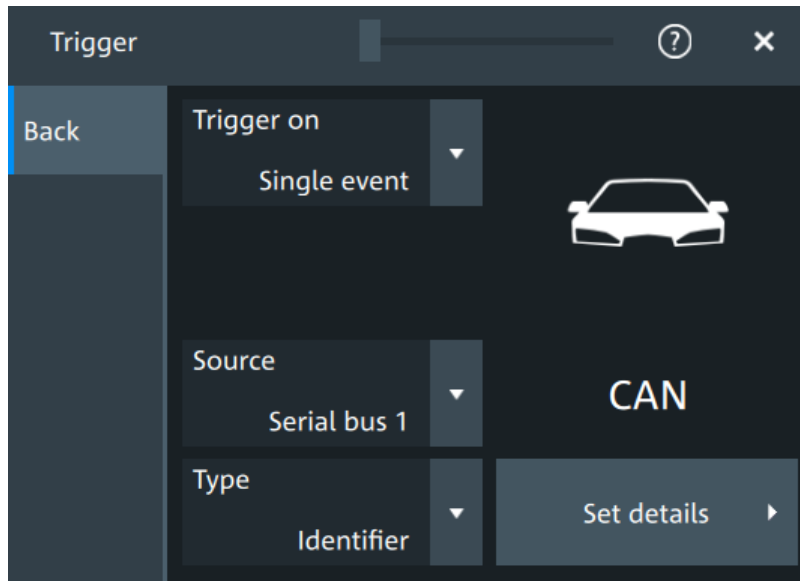 Trigger
?
Back
Trigger on
Single event
Source
Serial bus 1
CAN
Type
Identifier
Set details